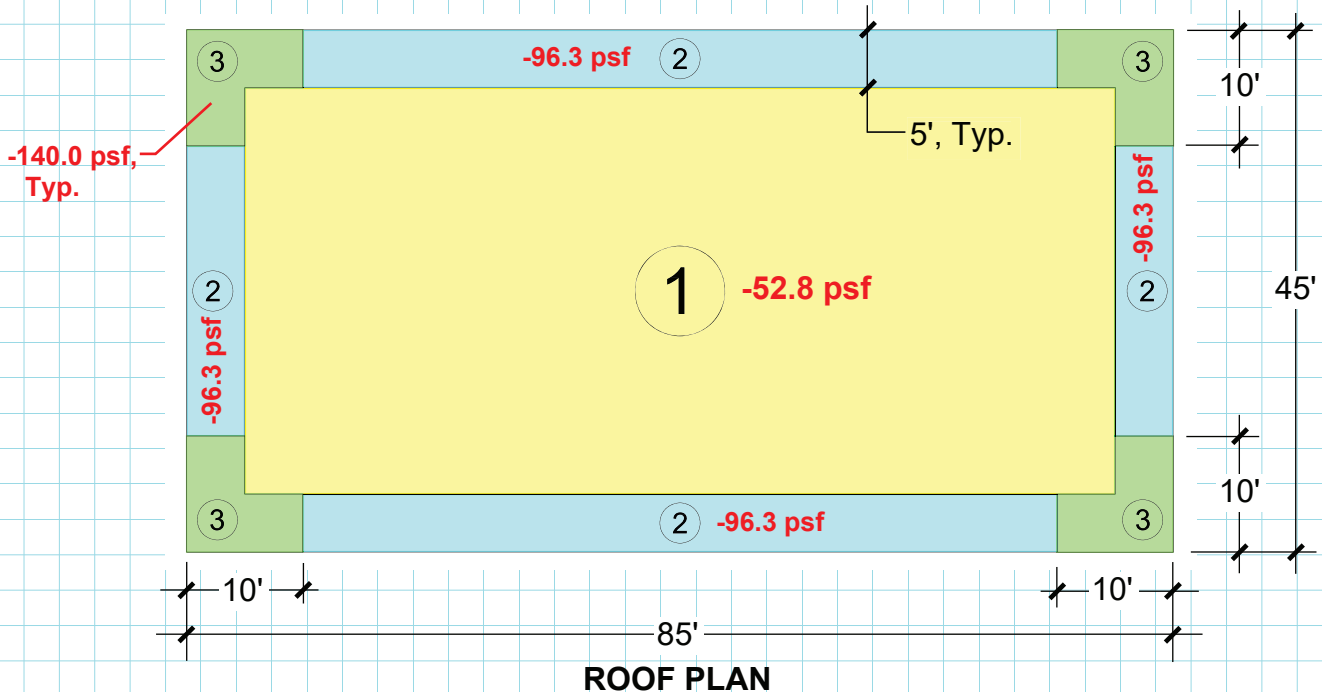 3
-96.3 psf 2
3
10'
-140.0 psf,
Typ.
5', Typ.
-96.3 psf
2
-96.3 psf
1 -52.8 psf
2
45'
3
2 -96.3 psf
3
10'
10'
10'
85'
ROOF PLAN